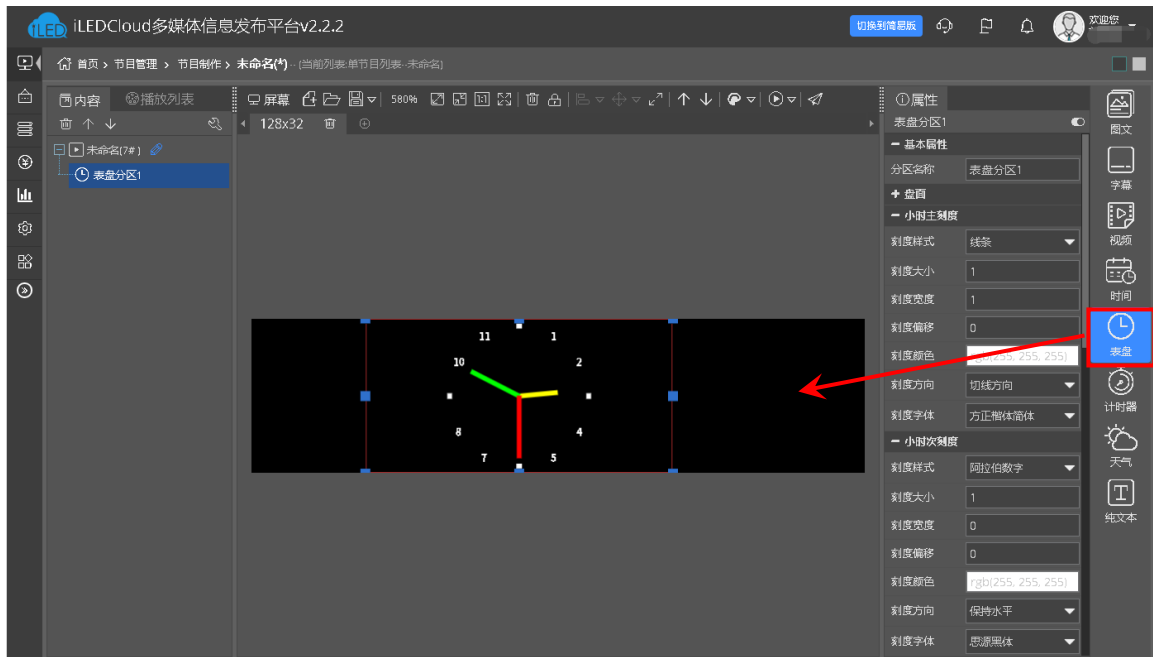 iLED iLEDCloud多媒体信息发布平台v2.2.2
切换到简易版
欢迎您
首页 › 节目管理 › 节目制作 › 未命名(*) -- (当前列表:单节目列表--未命名)
内容 播放列表
屏幕 580% 1:1
128x32
未命名(7#)
表盘分区1
11 1
10 2
8 4
7 5
属性
表盘分区1
基本属性
分区名称 表盘分区1
盘面
小时主刻度
刻度样式 线条
刻度大小 1
刻度宽度 1
刻度偏移 0
刻度颜色 rgb(255, 255, 255)
刻度方向 切线方向
刻度字体 方正楷体简体
小时次刻度
刻度样式 阿拉伯数字
刻度大小 1
刻度宽度 0
刻度偏移 0
刻度颜色 rgb(255, 255, 255)
刻度方向 保持水平
刻度字体 思源黑体
图文
字幕
视频
时间
表盘
计时器
天气
纯文本